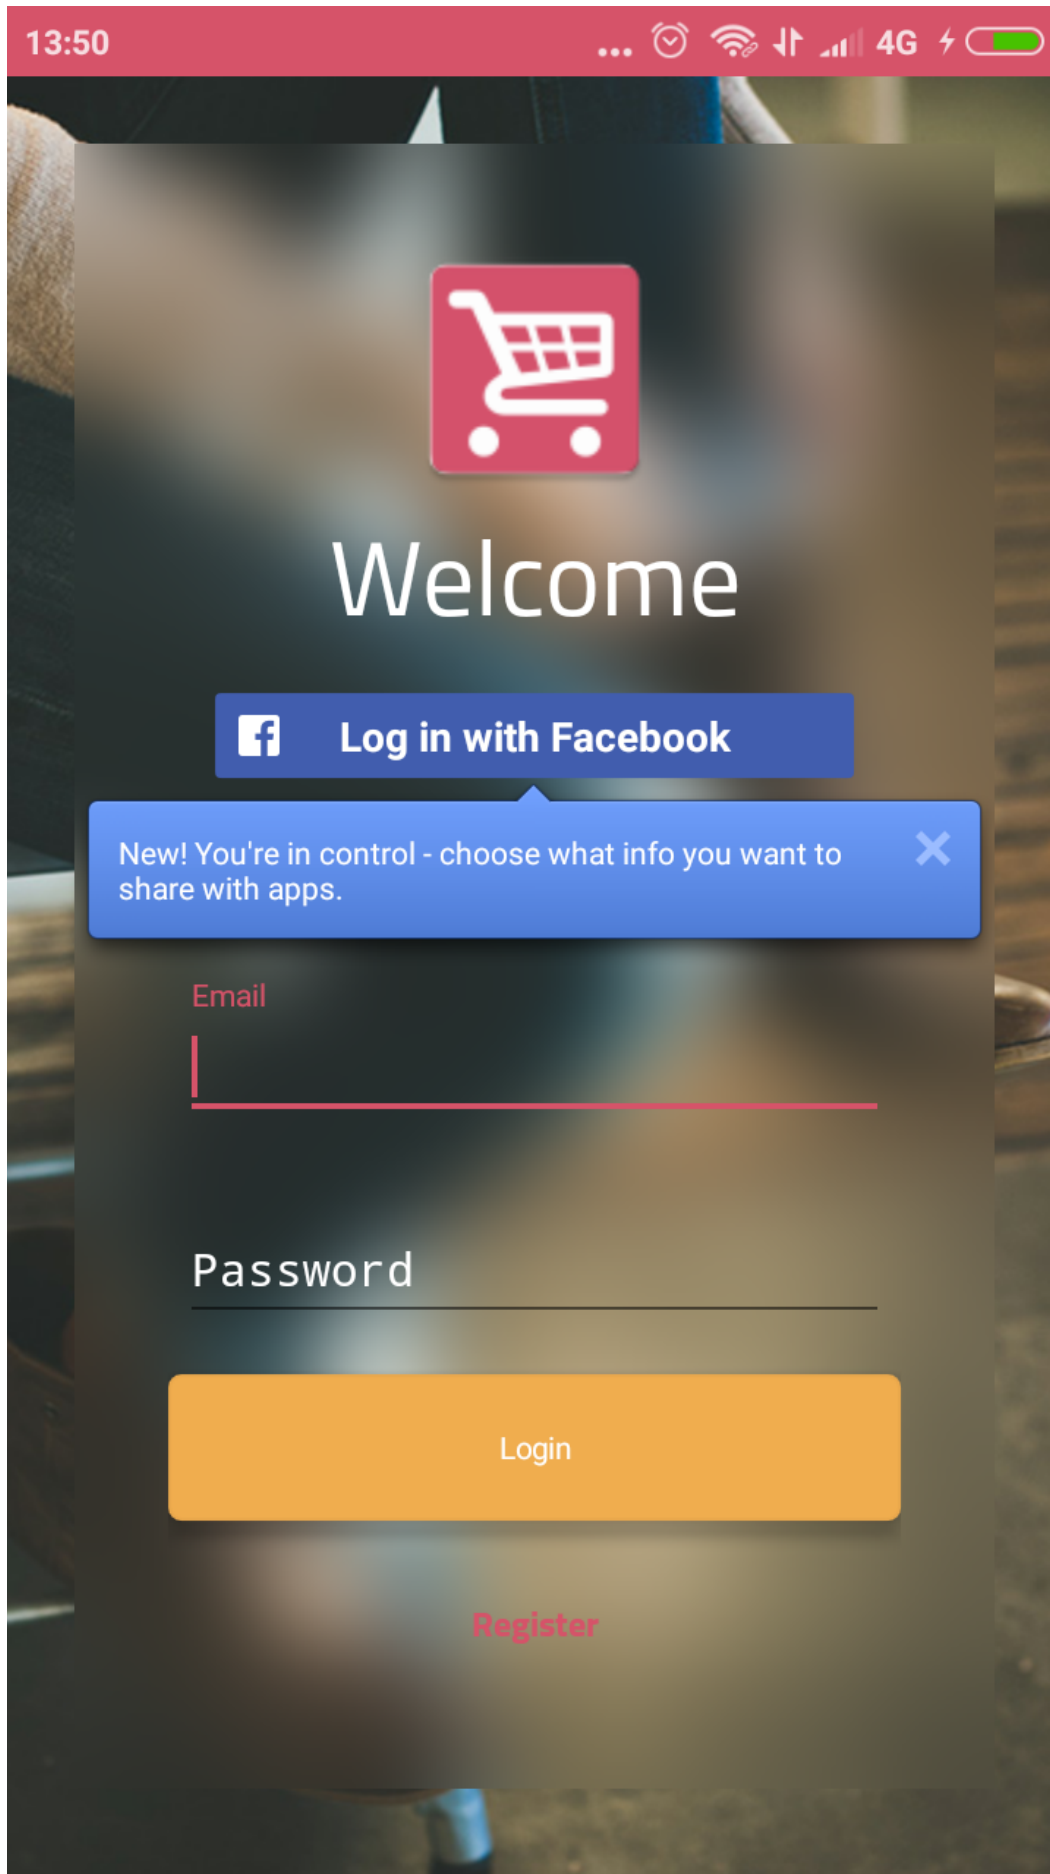 13:50
... 4G
Welcome
Log in with Facebook
New! You're in control - choose what info you want to
share with apps.
Email
Password
Login
Register